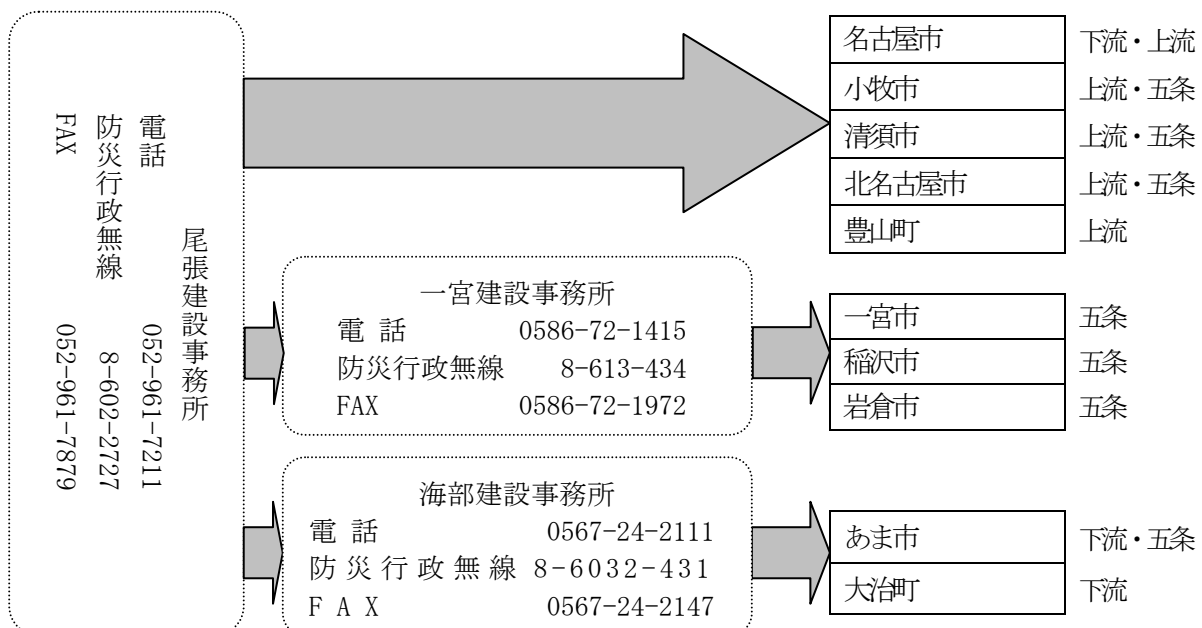 尾張建設事務所
電話 052-961-7211
防災行政無線 8-602-2727
FAX 052-961-7879
名古屋市 下流・上流
小牧市 上流・五条
清須市 上流・五条
北名古屋市 上流・五条
豊山町 上流
一宮建設事務所
電 話 0586-72-1415
防災行政無線 8-613-434
FAX 0586-72-1972
一宮市 五条
稲沢市 五条
岩倉市 五条
海部建設事務所
電 話 0567-24-2111
防 災 行 政 無 線 8-6032-431
F A X 0567-24-2147
あま市 下流・五条
大治町 下流